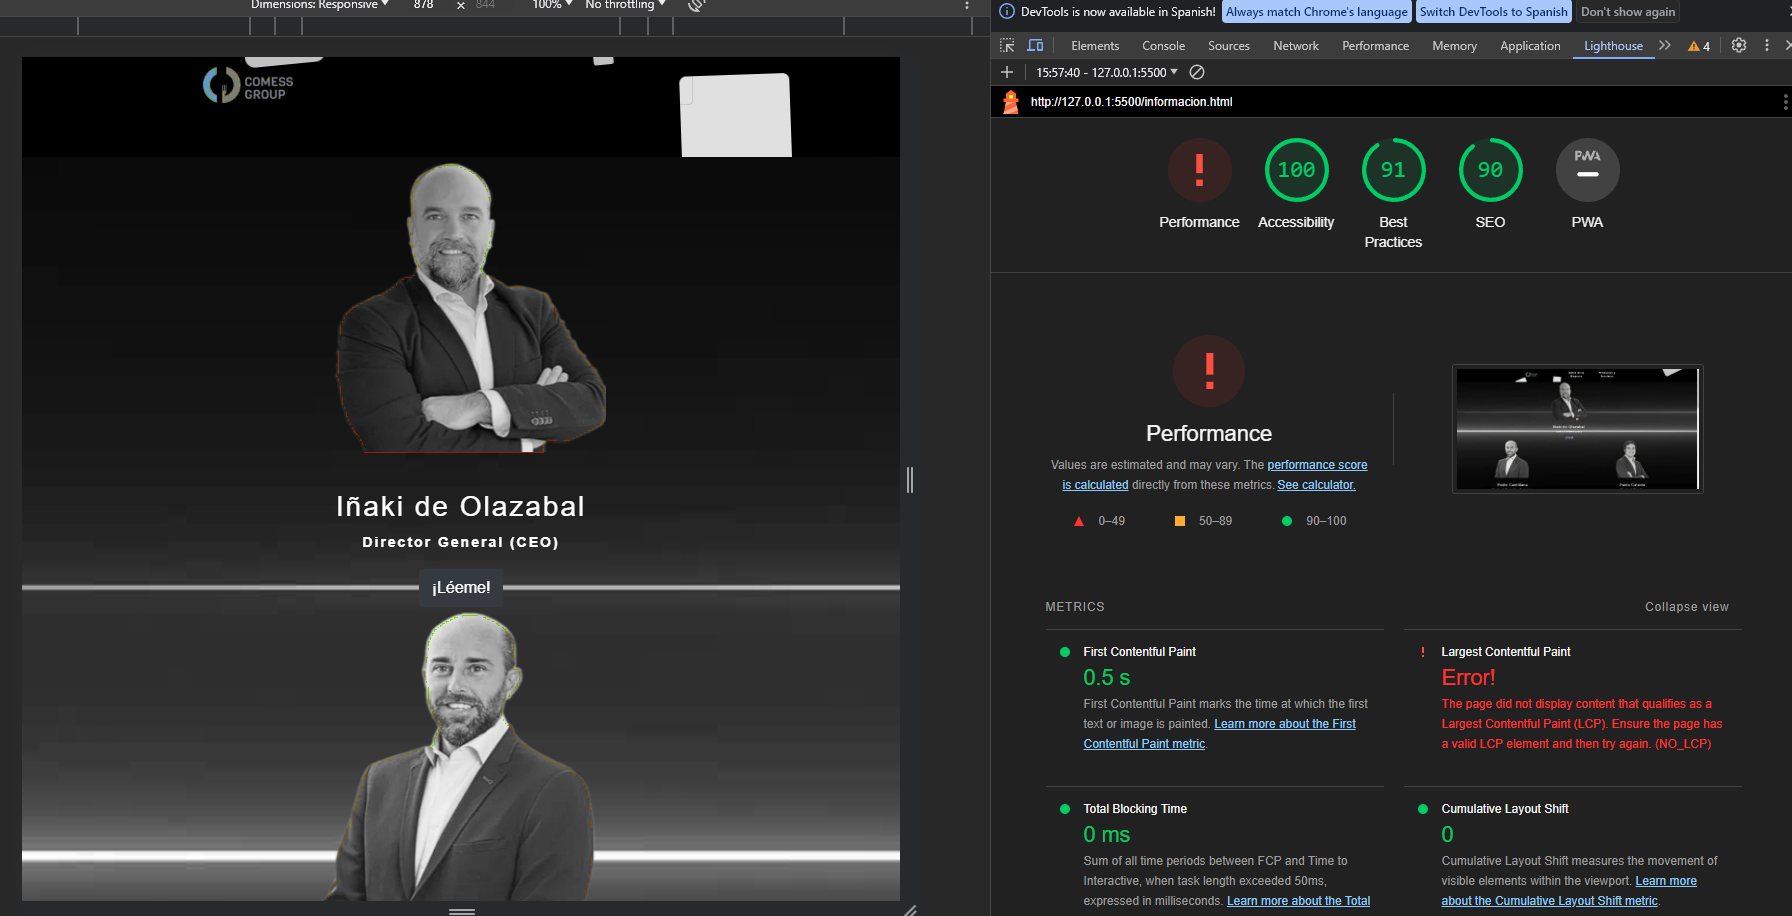 Dimensions: Responsive
878
×
844
100%
No throttling
COMESS
GROUP
Iñaki de Olazabal
Director General (CEO)
¡Léeme!
DevTools is now available in Spanish!
Always match Chrome's language
Switch DevTools to Spanish
Don't show again
Elements
Console
Sources
Network
Performance
Memory
Application
Lighthouse
4
15:57:40 - 127.0.0.1:5500
http://127.0.0.1:5500/informacion.html
100
91
90
PWA
Performance
Accessibility
Best
Practices
SEO
PWA
Performance
Values are estimated and may vary. The performance score
is calculated directly from these metrics. See calculator.
0–49
50–89
90–100
METRICS
Collapse view
First Contentful Paint
0.5 s
First Contentful Paint marks the time at which the first
text or image is painted. Learn more about the First
Contentful Paint metric.
Largest Contentful Paint
Error!
The page did not display content that qualifies as a
Largest Contentful Paint (LCP). Ensure the page has
a valid LCP element and then try again. (NO_LCP)
Total Blocking Time
0 ms
Sum of all time periods between FCP and Time to
Interactive, when task length exceeded 50ms,
expressed in milliseconds. Learn more about the Total
Cumulative Layout Shift
0
Cumulative Layout Shift measures the movement of
visible elements within the viewport. Learn more
about the Cumulative Layout Shift metric.